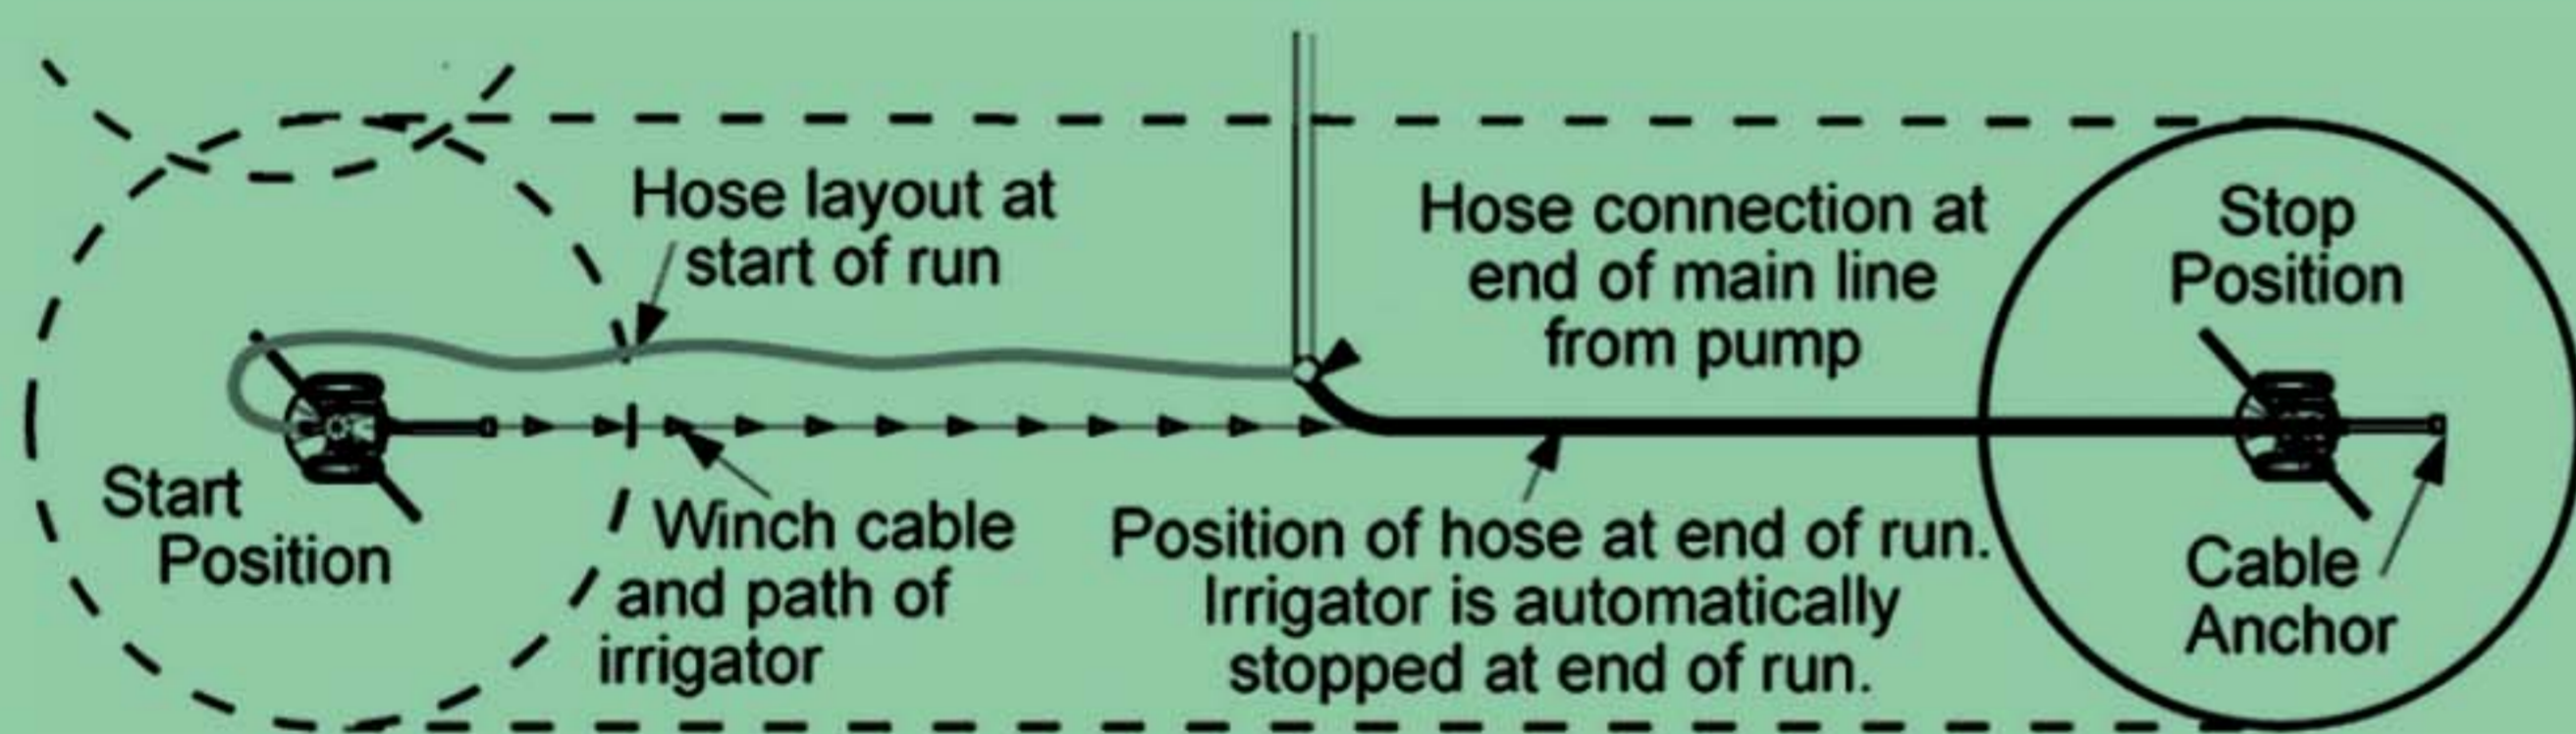 Hose layout at
start of run
Hose connection at
end of main line
from pump
Stop
Position
Start
Position
Winch cable
and path of
irrigator
Position of hose at end of run.
Irrigator is automatically
stopped at end of run.
Cable
Anchor